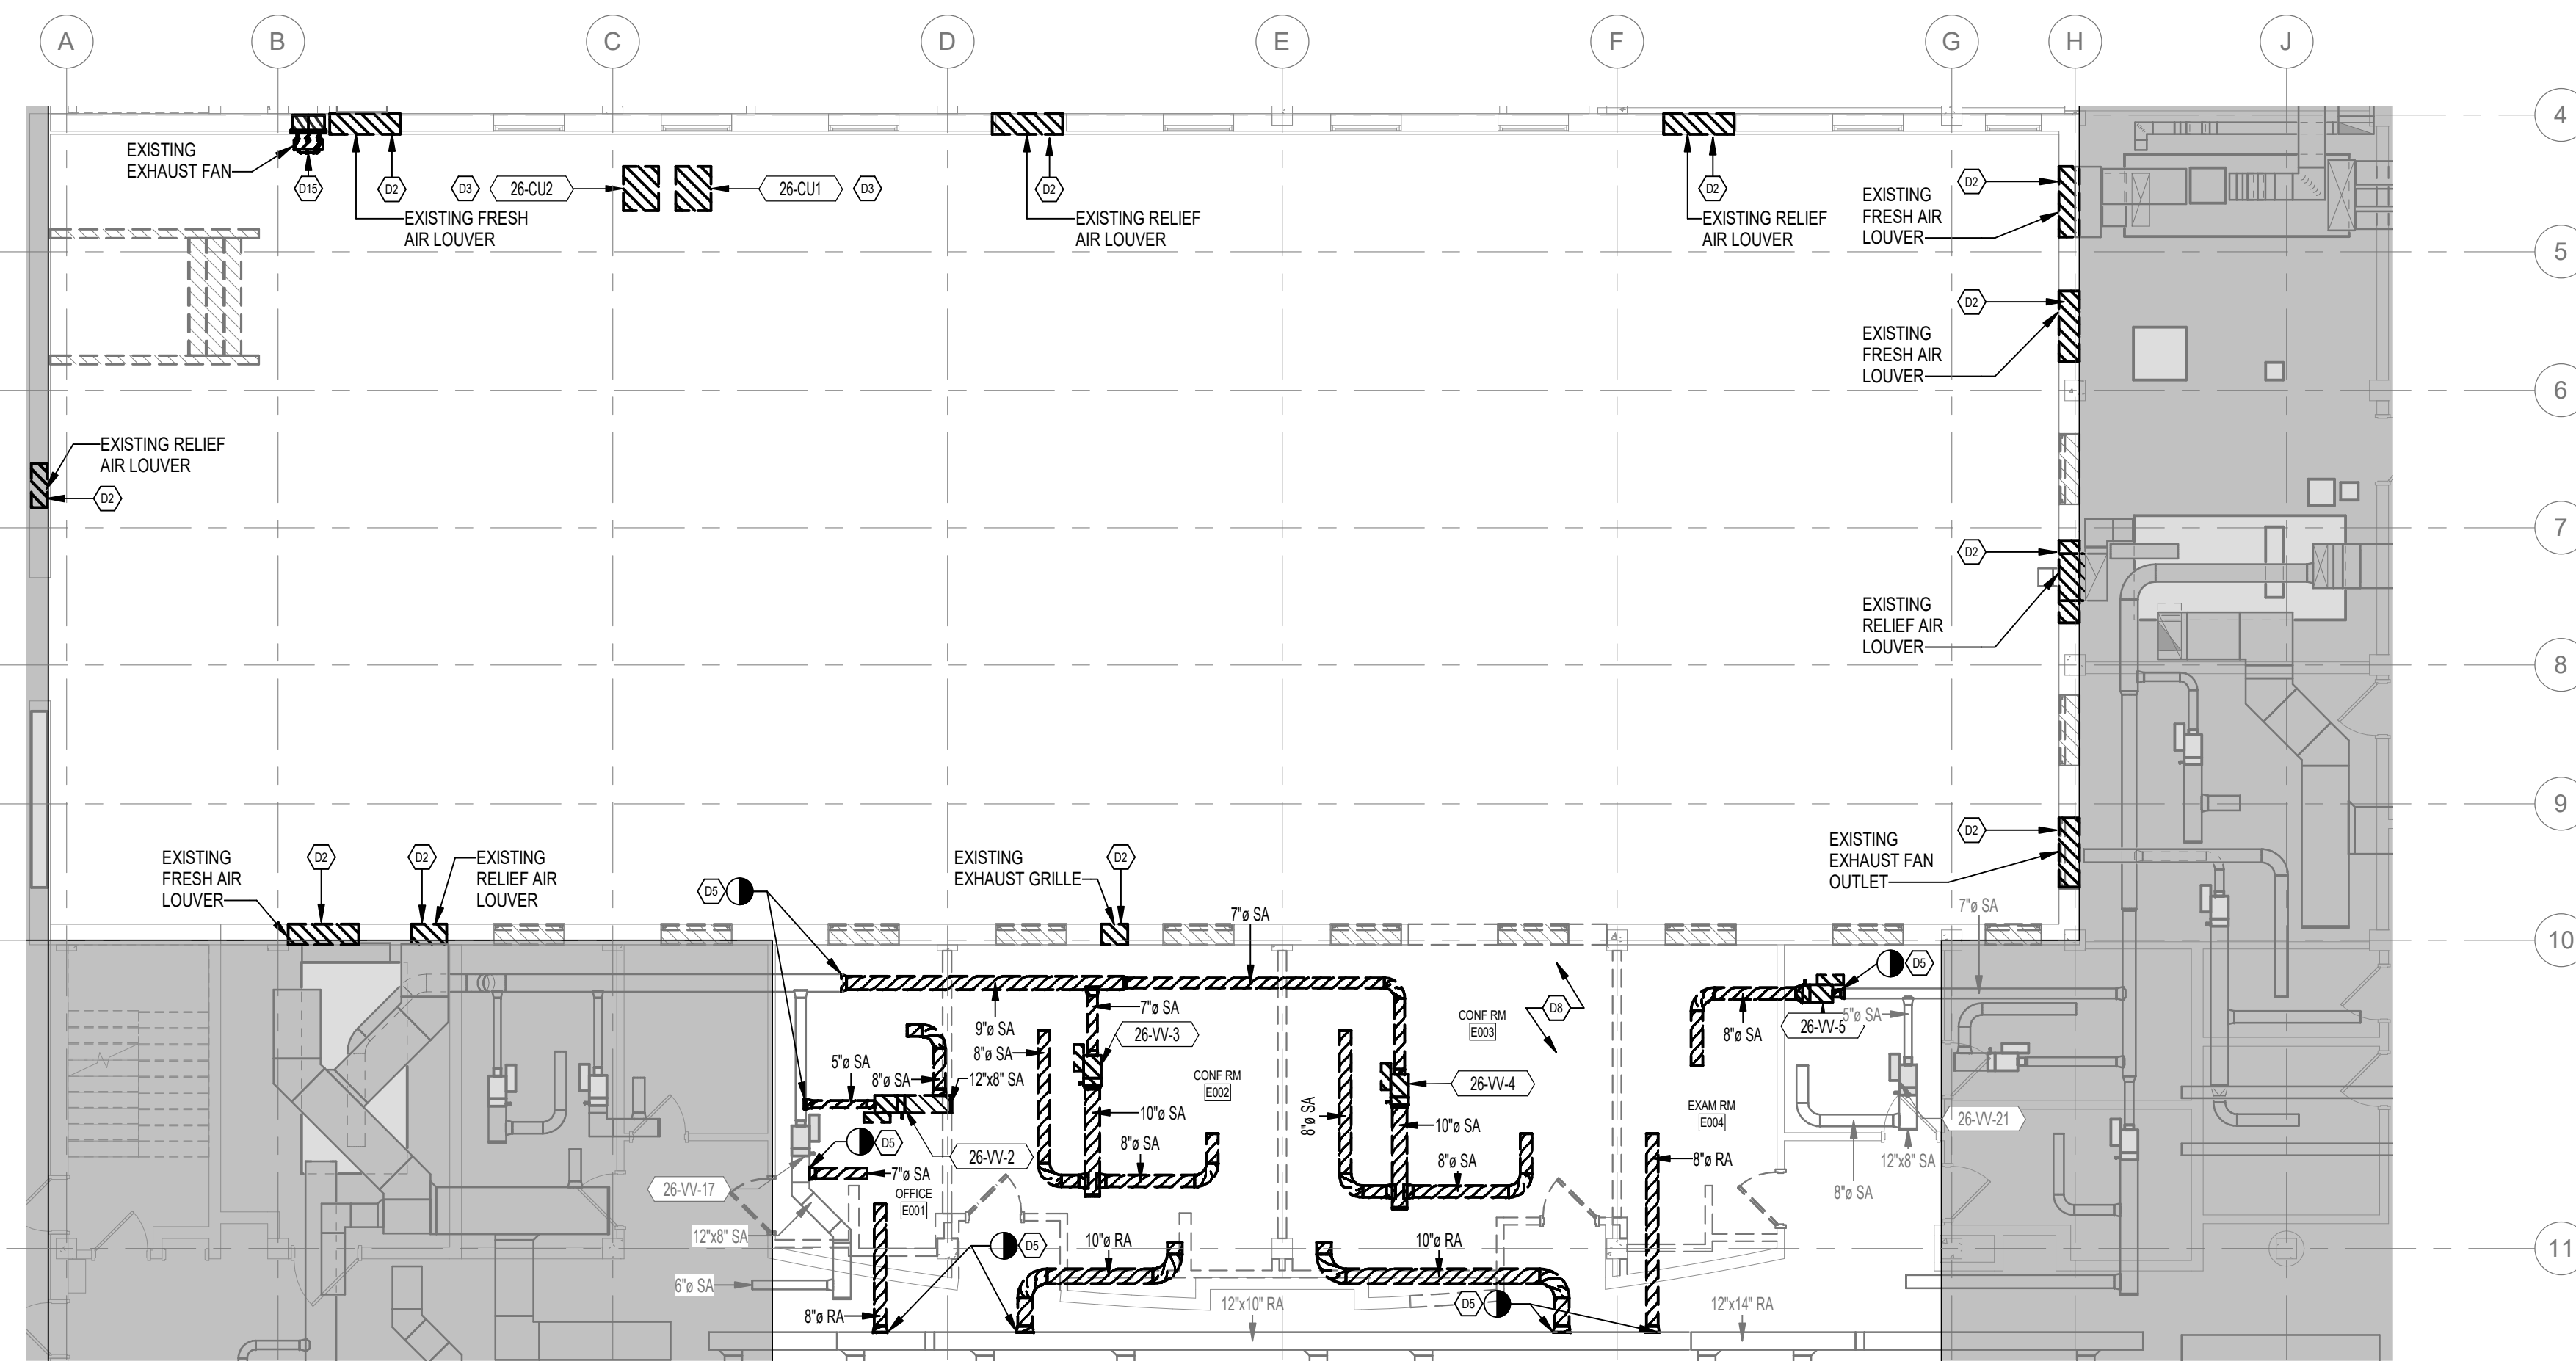 A B C D E F G H J
4
EXISTING
EXHAUST FAN
D15
D2
D3
26-CU2
26-CU1
D3
D2
D2
D2
EXISTING FRESH
AIR LOUVER
EXISTING RELIEF
AIR LOUVER
EXISTING RELIEF
AIR LOUVER
EXISTING
FRESH AIR
LOUVER
5
D2
EXISTING
FRESH AIR
LOUVER
6
EXISTING RELIEF
AIR LOUVER
D2
7
D2
EXISTING
RELIEF AIR
LOUVER
8
9
D2
EXISTING
EXHAUST FAN
OUTLET
EXISTING
FRESH AIR
LOUVER
D2
D2
EXISTING
RELIEF AIR
LOUVER
D5
EXISTING
EXHAUST GRILLE
D2
7"ø SA
7"ø SA
10
D5
9"ø SA
7"ø SA
26-VV-3
8"ø SA
CONF RM
E003
D8
8"ø SA
26-VV-5
5"ø SA
5"ø SA
8"ø SA
12"x8" SA
CONF RM
E002
26-VV-4
10"ø SA
8"ø SA
10"ø SA
EXAM RM
E004
26-VV-21
D5
26-VV-2
8"ø SA
8"ø SA
8"ø RA
12"x8" SA
7"ø SA
26-VV-17
OFFICE
E001
8"ø SA
12"x8" SA
D5
10"ø RA
10"ø RA
11
6"ø SA
8"ø RA
12"x10" RA
D5
12"x14" RA